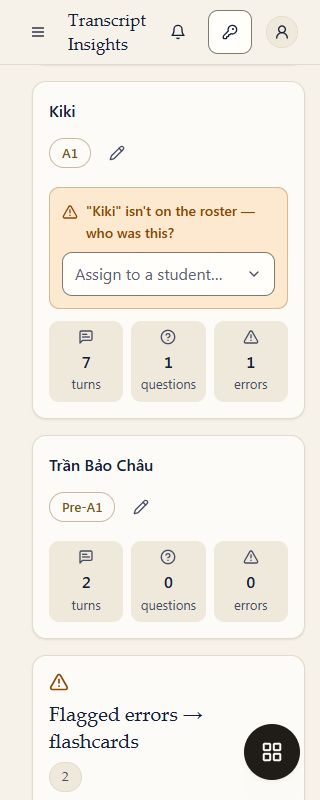 Transcript
Insights
Kiki
A1
"Kiki" isn't on the roster —
who was this?
Assign to a student...
7
1
1
turns
questions
errors
Trần Bảo Châu
Pre-A1
2
0
0
turns
questions
errors
Flagged errors →
flashcards
2